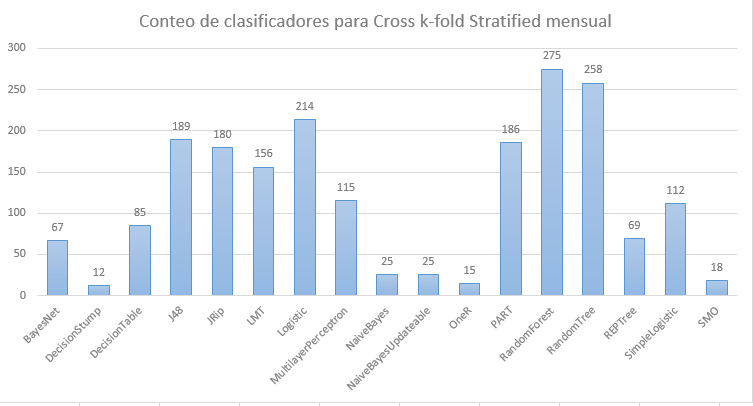 Conteo de clasificadores para Cross k-fold Stratified mensual
300
250
200
150
100
50
0
67
12
85
189
180
156
214
115
25
25
15
186
275
258
69
112
18
BayesNet
DecisionStump
DecisionTable
J48
JRip
LMT
Logistic
MultilayerPerceptron
NaiveBayes
NaiveBayesUpdateable
OneR
PART
RandomForest
RandomTree
REPTree
SimpleLogistic
SMO